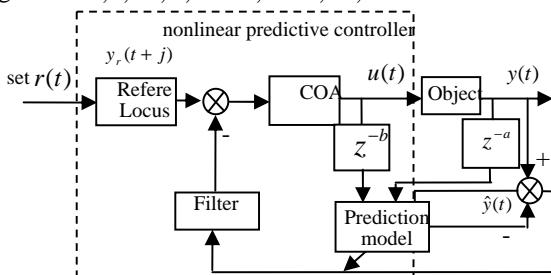 nonlinear predictive controller
y_r(t + j)
set r(t)
Refere
Locus
-
COA
u(t)
Object
y(t)
z^{-b}
z^{-a}
+
Filter
Prediction
model
ŷ(t)
-